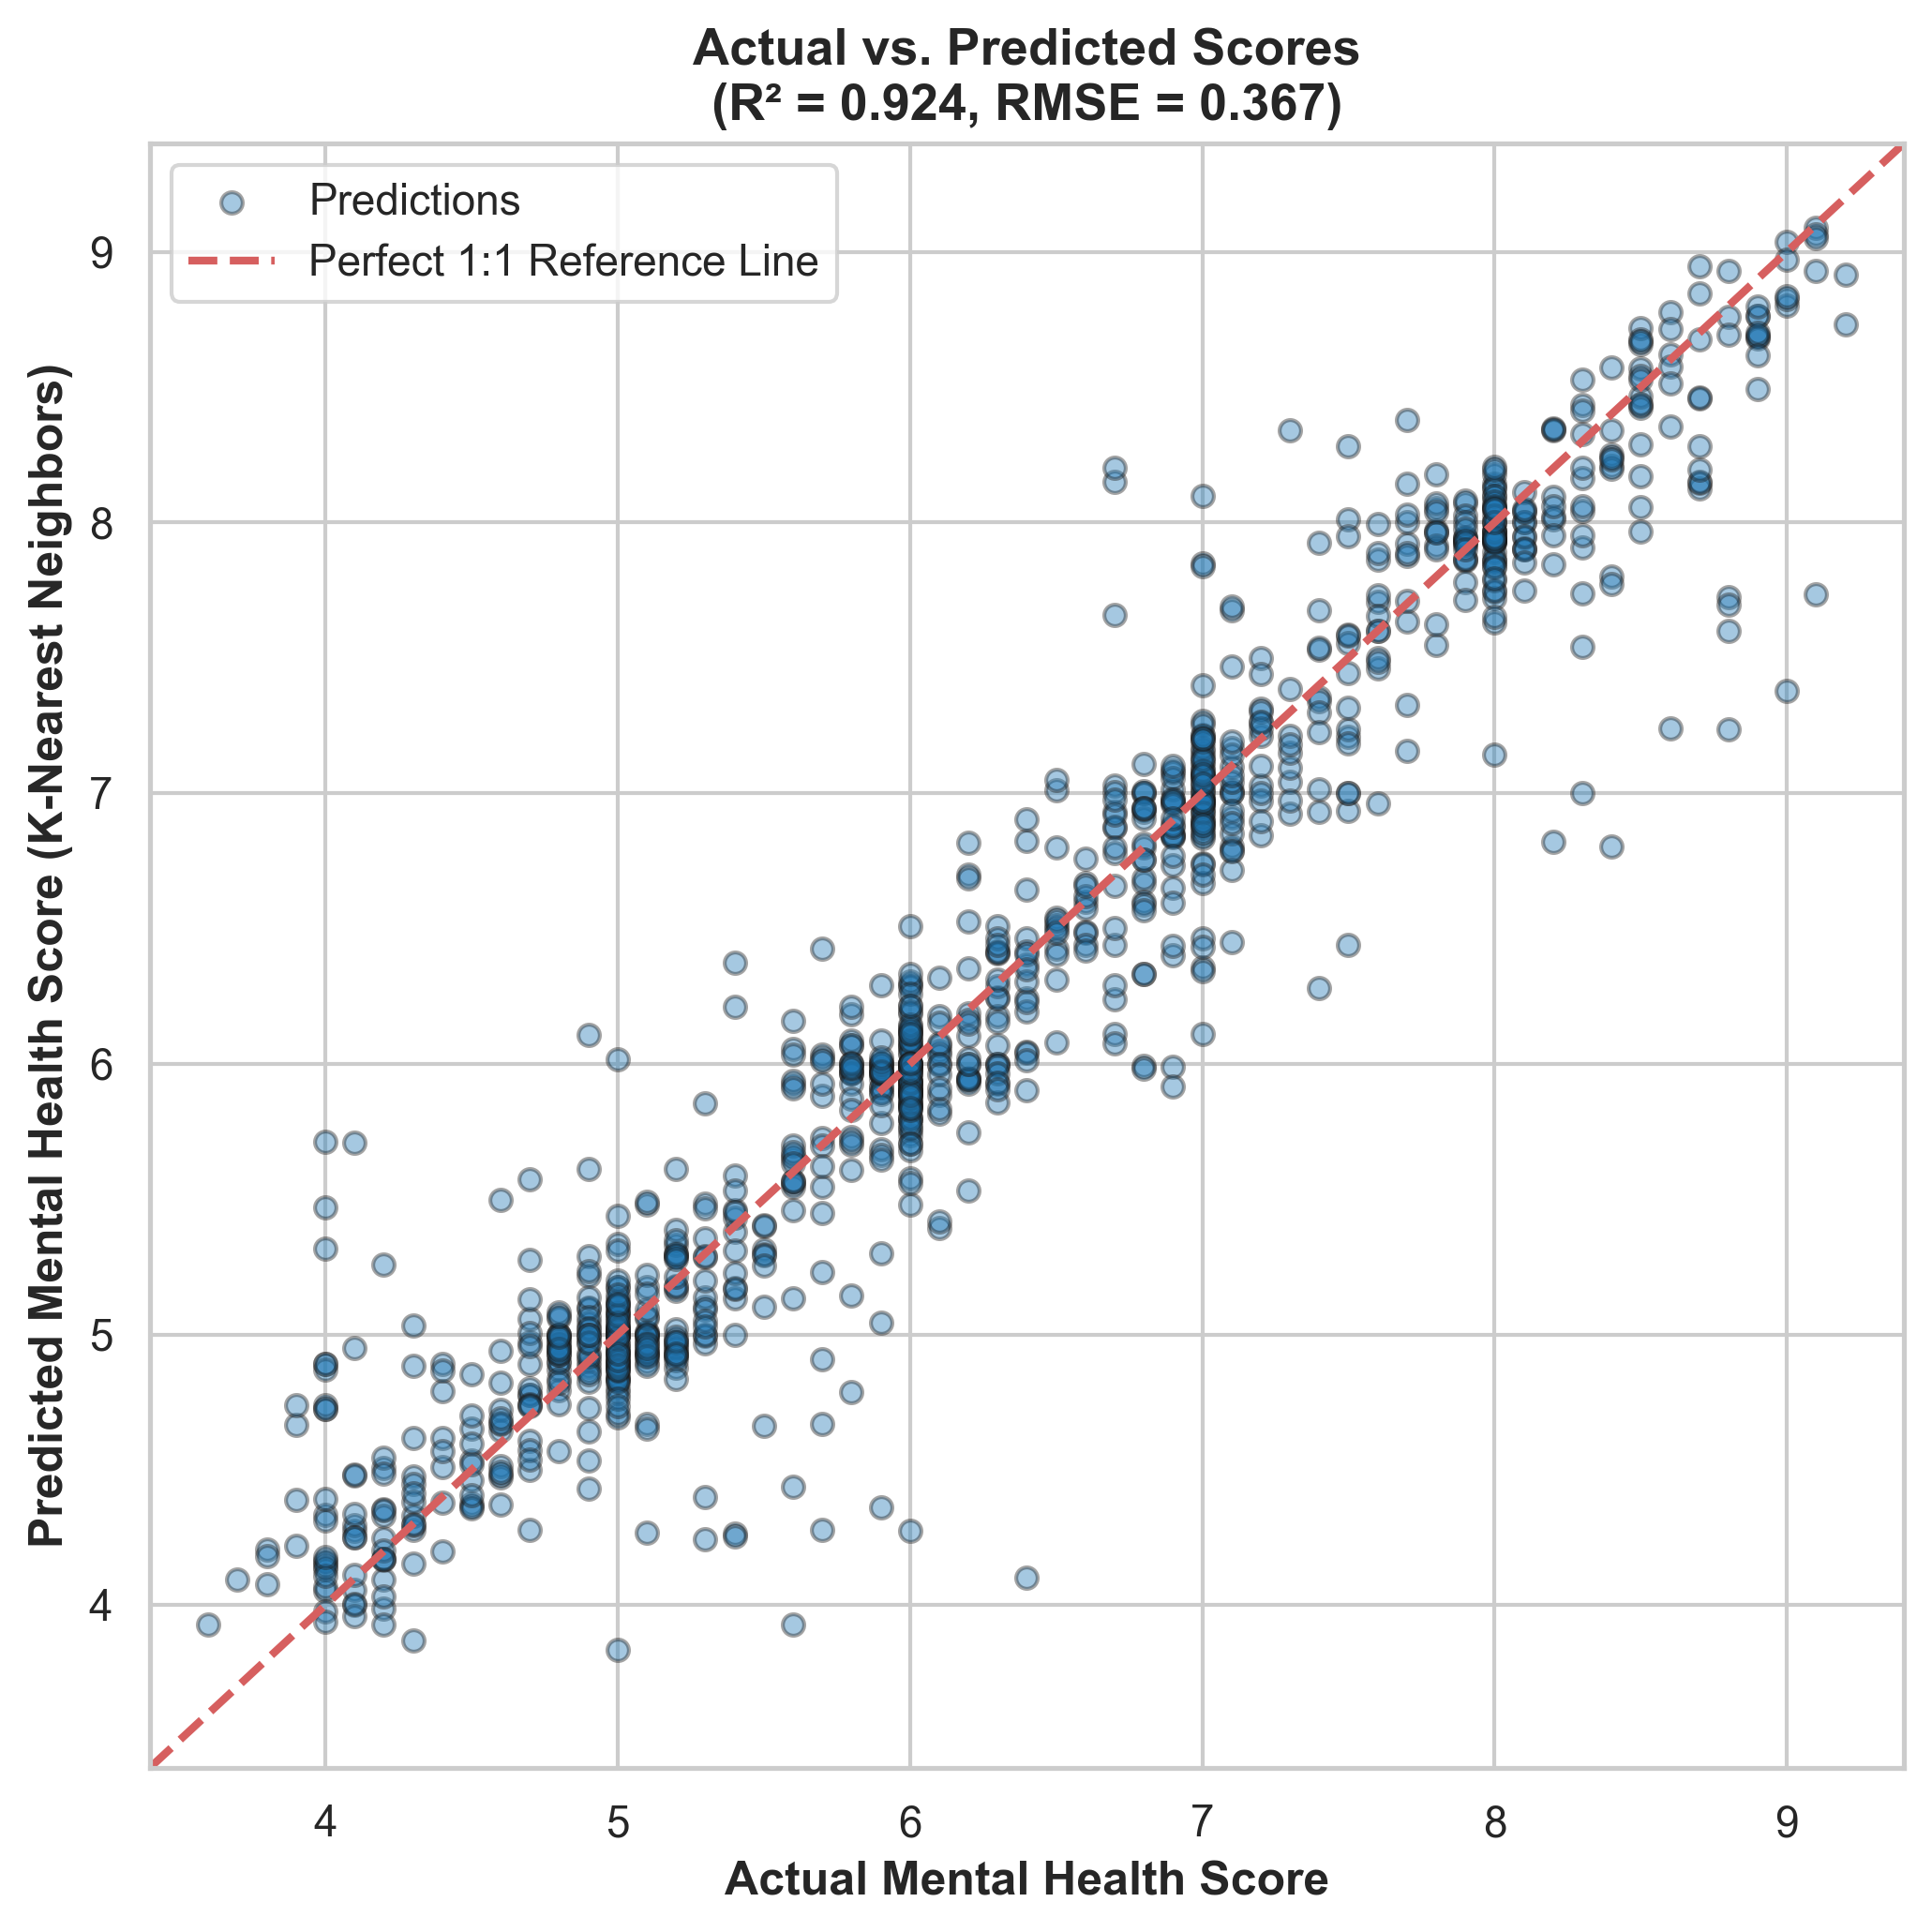 Actual vs. Predicted Scores
(R² = 0.924, RMSE = 0.367)
Predictions
Perfect 1:1 Reference Line
Predicted Mental Health Score (K-Nearest Neighbors)
9
8
7
6
5
4
4 5 6 7 8 9
Actual Mental Health Score